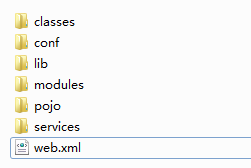 classes
conf
lib
modules
pojo
services
web.xml